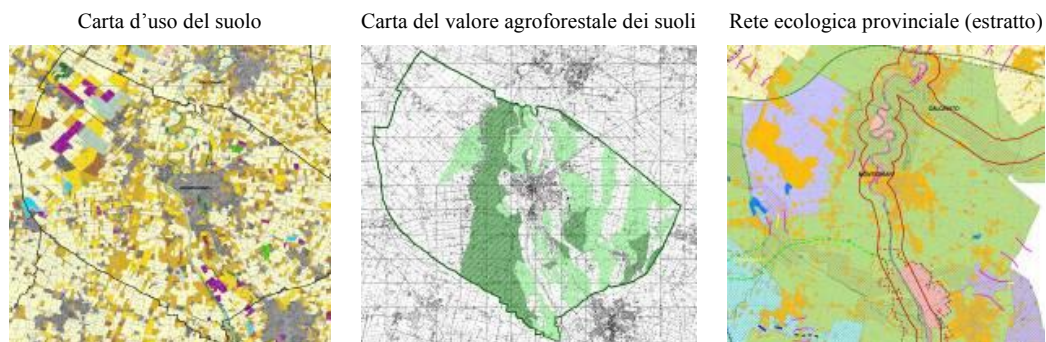 Carta d’uso del suolo
Carta del valore agroforestale dei suoli
Rete ecologica provinciale (estratto)